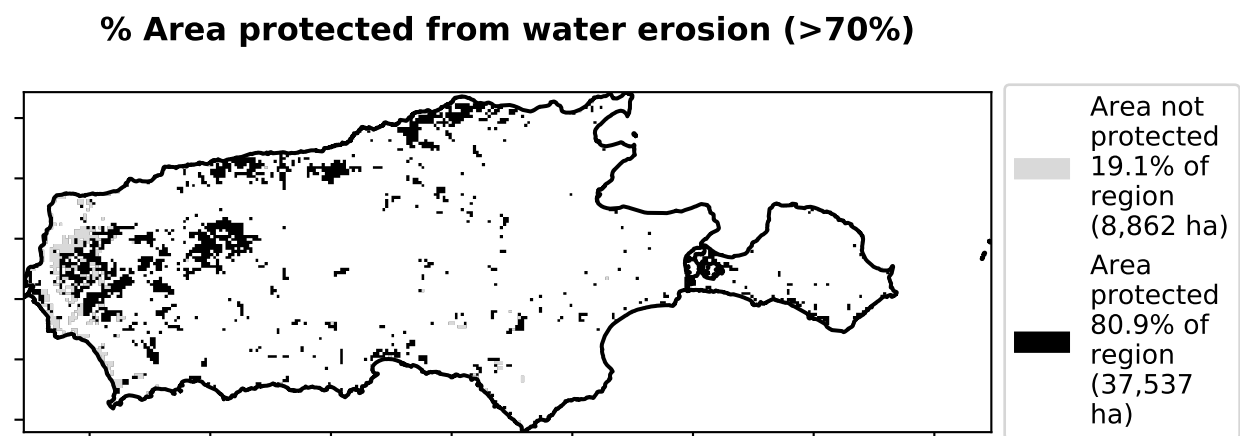 % Area protected from water erosion (>70%)
Area not
protected
19.1% of
region
(8,862 ha)
Area
protected
80.9% of
region
(37,537
ha)